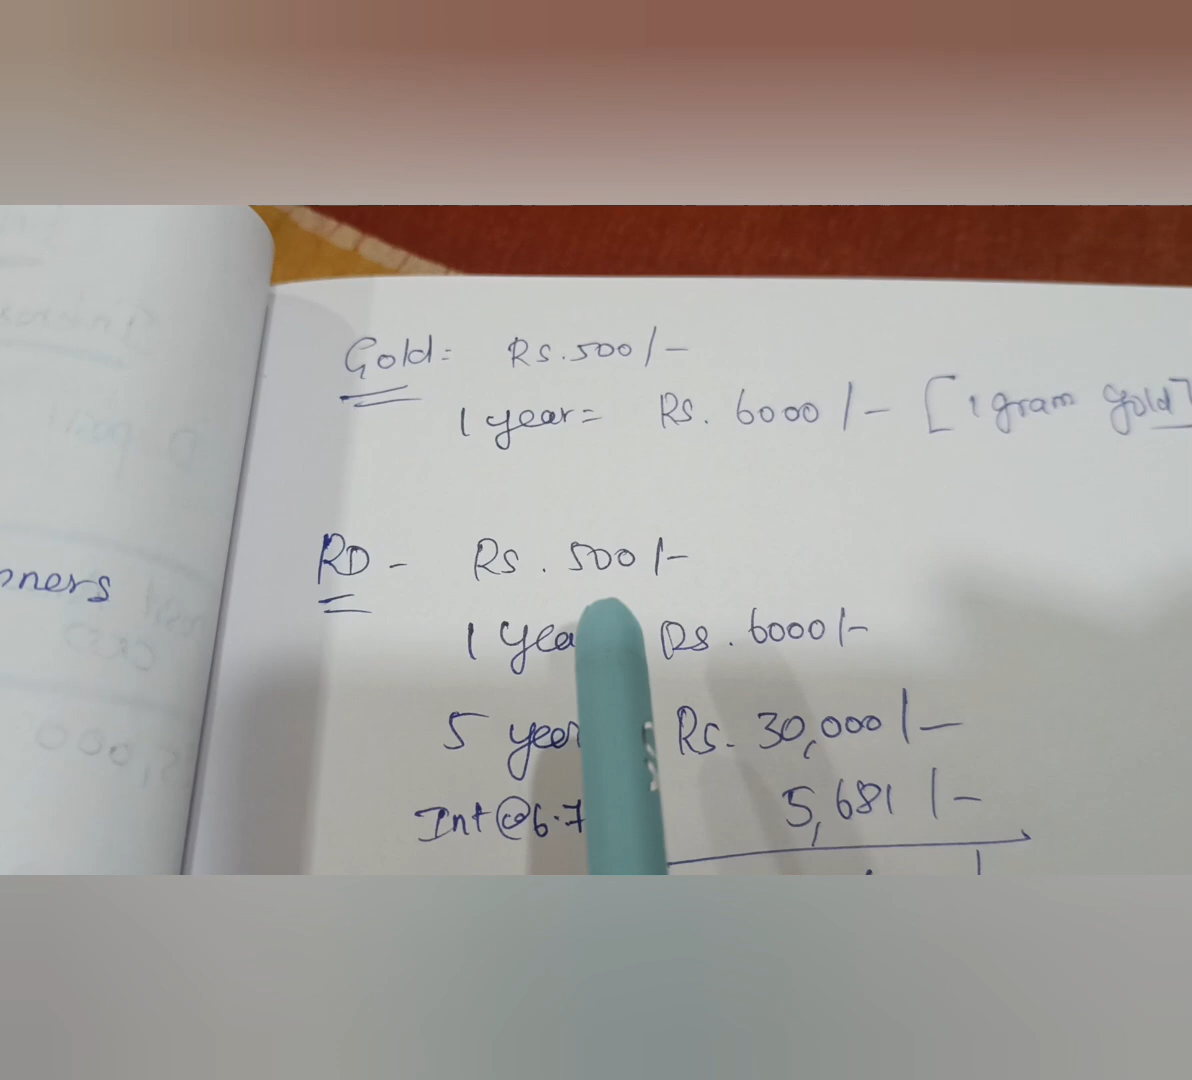 Gold = Rs. 500/-
1 year = Rs. 6000/- [1 gram gold]
RD - Rs. 500/-
1 yea Rs. 6000/-
5 year Rs. 30,000/-
Int@6.7 5,681/-